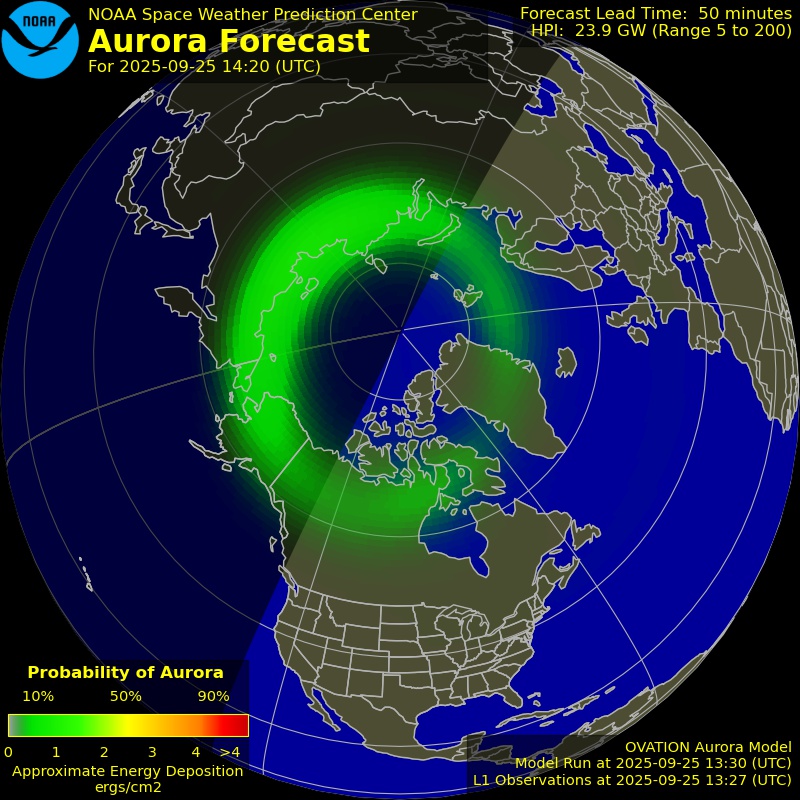 NOAA
NOAA Space Weather Prediction Center
Aurora Forecast
For 2025-09-25 14:20 (UTC)
Forecast Lead Time: 50 minutes
HPI: 23.9 GW (Range 5 to 200)
Probability of Aurora
10% 50% 90%
0 1 2 3 4 >4
Approximate Energy Deposition
ergs/cm2
OVATION Aurora Model
Model Run at 2025-09-25 13:30 (UTC)
L1 Observations at 2025-09-25 13:27 (UTC)